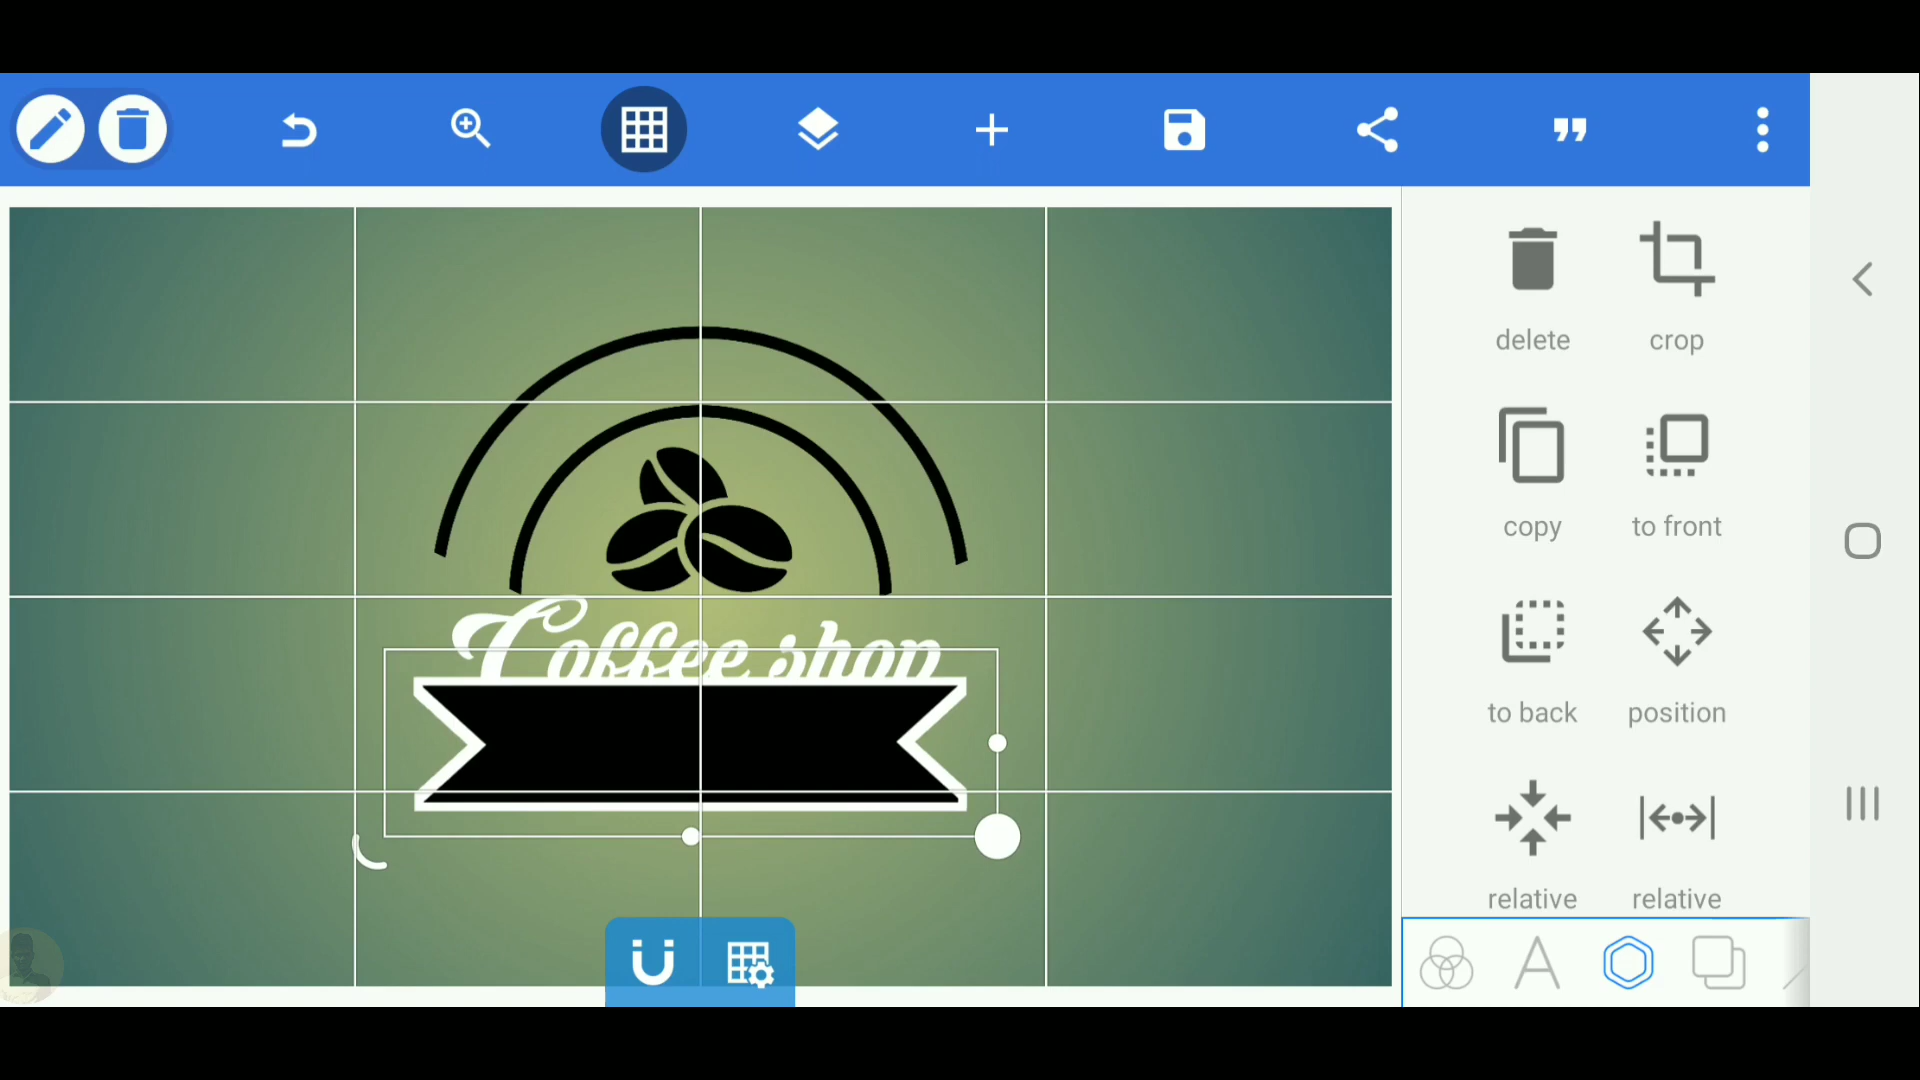 delete crop
copy to front
Coffee shop
to back position
relative relative